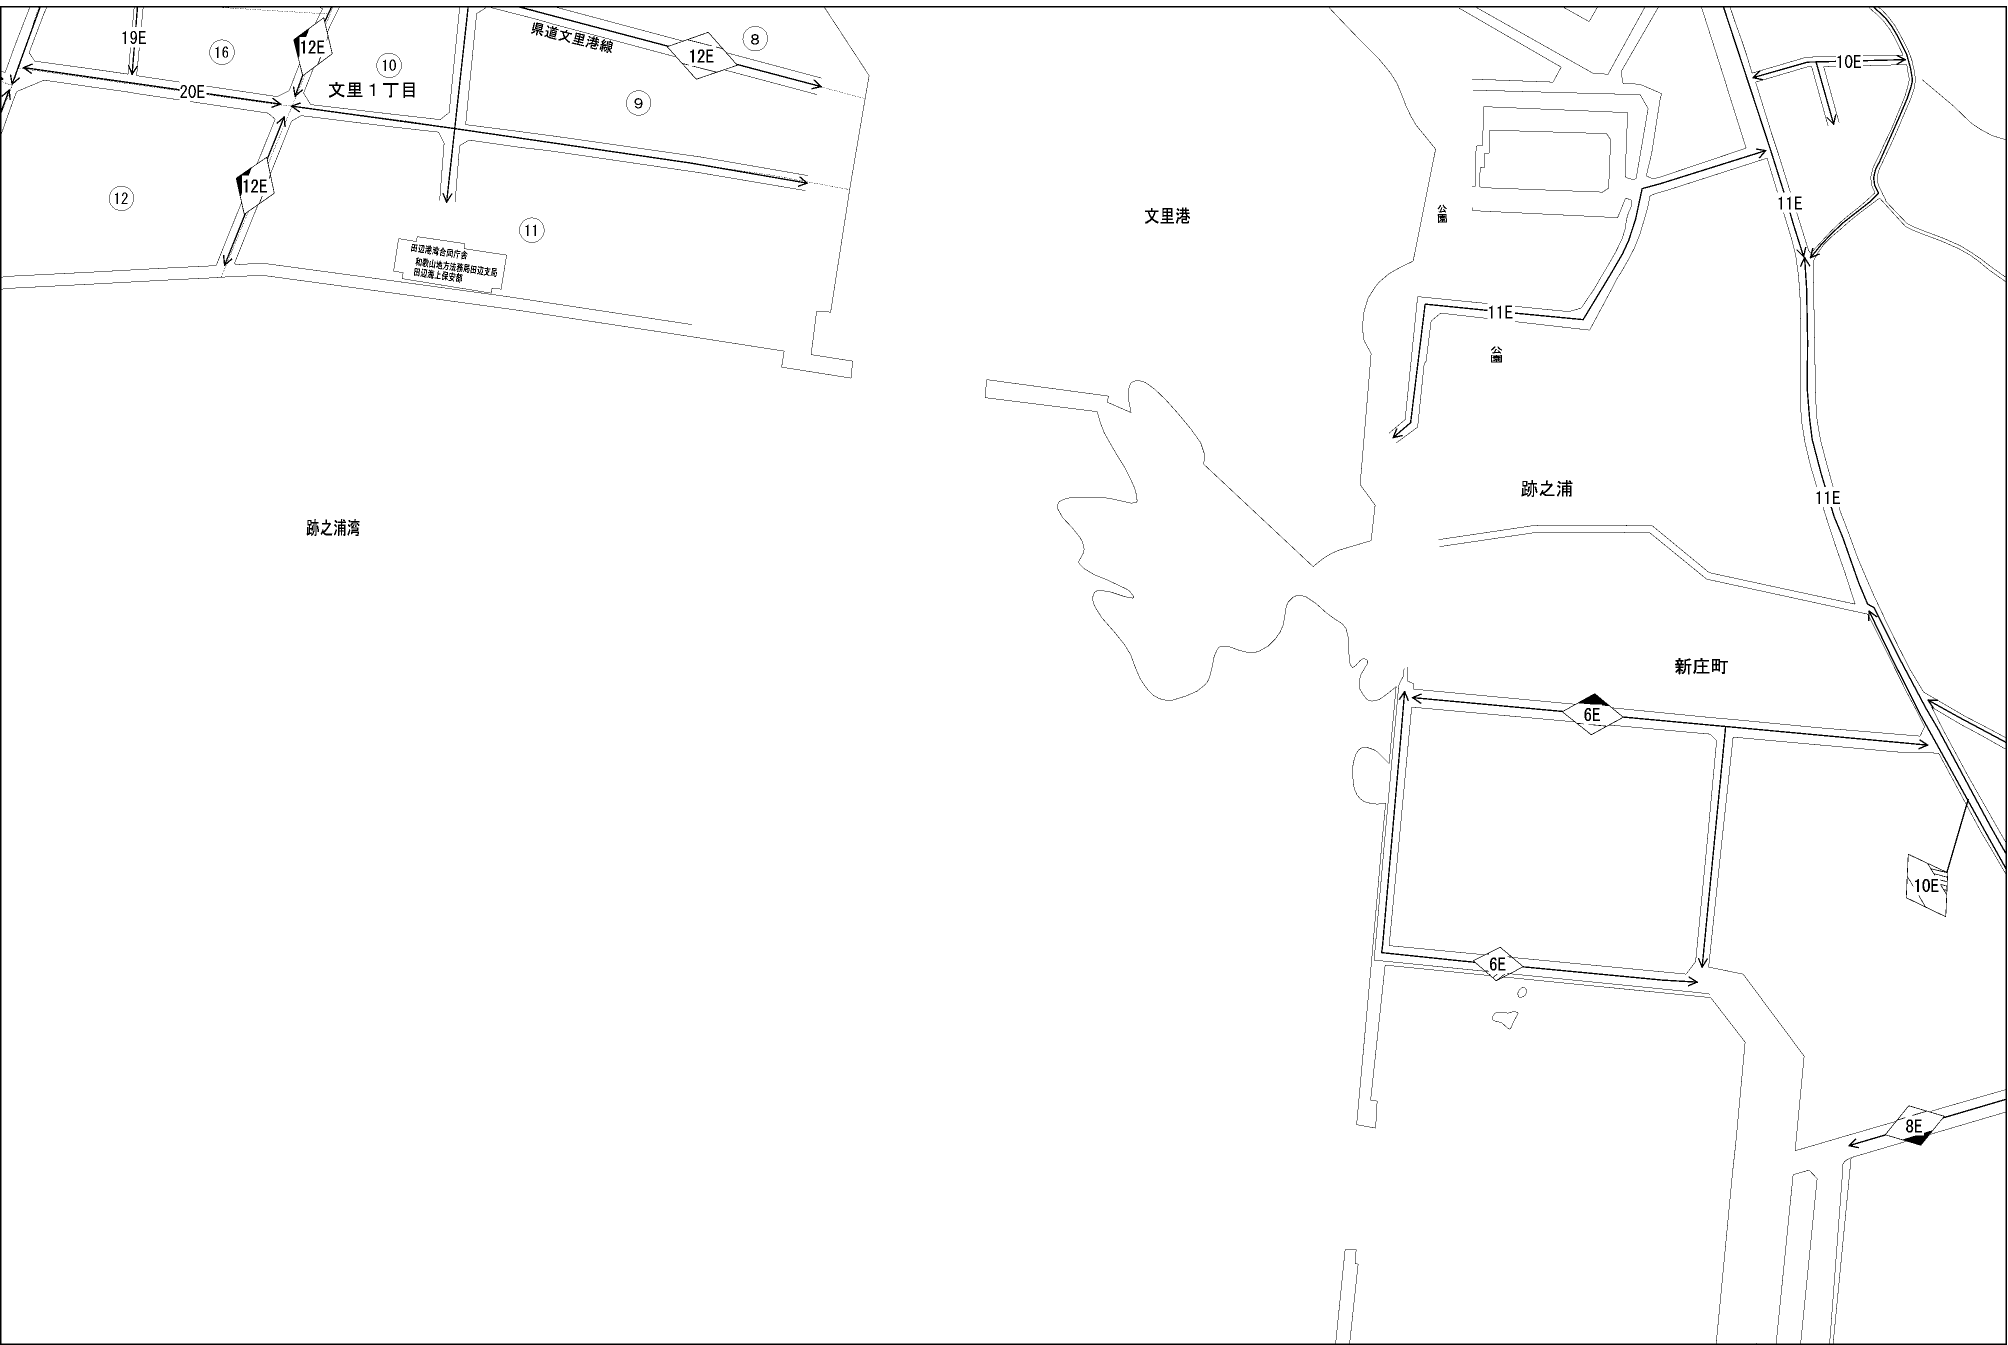 19E
16
12E
10
県道文里港線
12E
8
10E
20E
文里１丁目
9
12E
12
11
文里港
公園
11E
田辺港湾合同庁舎
和歌山地方法務局田辺支局
田辺海上保安部
11E
公園
跡之浦
11E
跡之浦湾
新庄町
6E
10E
6E
8E